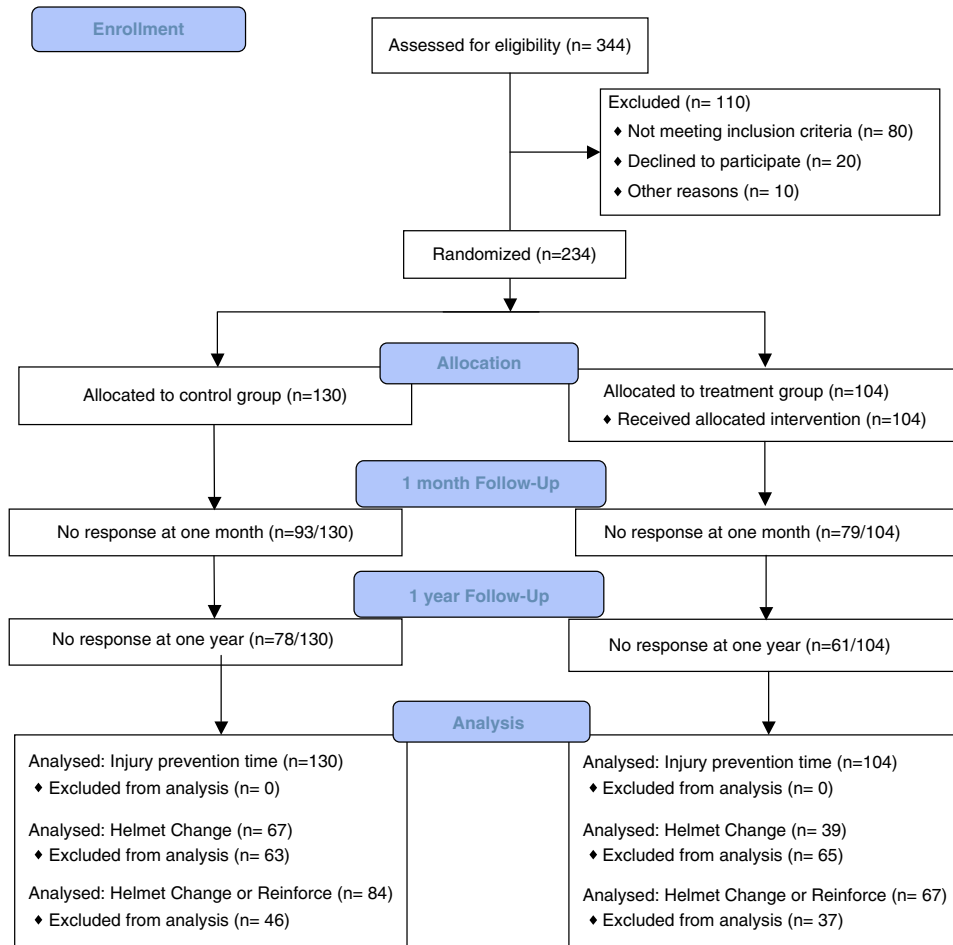 Enrollment
Assessed for eligibility (n= 344)
Excluded (n= 110)
♦ Not meeting inclusion criteria (n= 80)
♦ Declined to participate (n= 20)
♦ Other reasons (n= 10)
Randomized (n=234)
Allocation
Allocated to control group (n=130)
Allocated to treatment group (n=104)
♦ Received allocated intervention (n=104)
1 month Follow-Up
No response at one month (n=93/130)
No response at one month (n=79/104)
1 year Follow-Up
No response at one year (n=78/130)
No response at one year (n=61/104)
Analysis
Analysed: Injury prevention time (n=130)
♦ Excluded from analysis (n= 0)
Analysed: Helmet Change (n= 67)
♦ Excluded from analysis (n= 63)
Analysed: Helmet Change or Reinforce (n= 84)
♦ Excluded from analysis (n= 46)
Analysed: Injury prevention time (n=104)
♦ Excluded from analysis (n= 0)
Analysed: Helmet Change (n= 39)
♦ Excluded from analysis (n= 65)
Analysed: Helmet Change or Reinforce (n= 67)
♦ Excluded from analysis (n= 37)